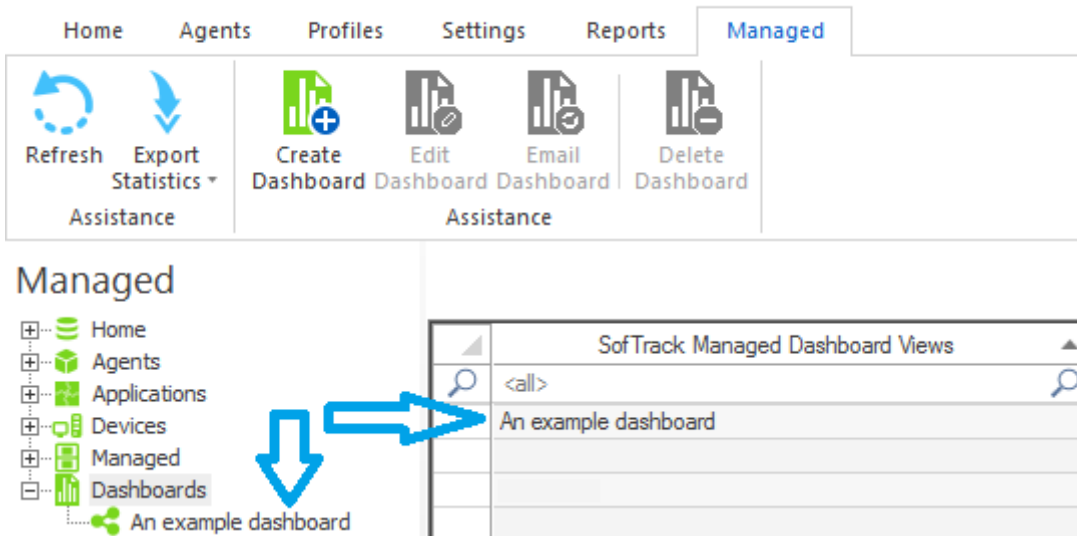 Home Agents Profiles Settings Reports Managed
Refresh Export Statistics Create Dashboard Edit Dashboard Email Dashboard Delete Dashboard
Assistance Assistance
Managed
Home
SofTrack Managed Dashboard Views
Agents
<all>
Applications
An example dashboard
Devices
Managed
Dashboards
An example dashboard